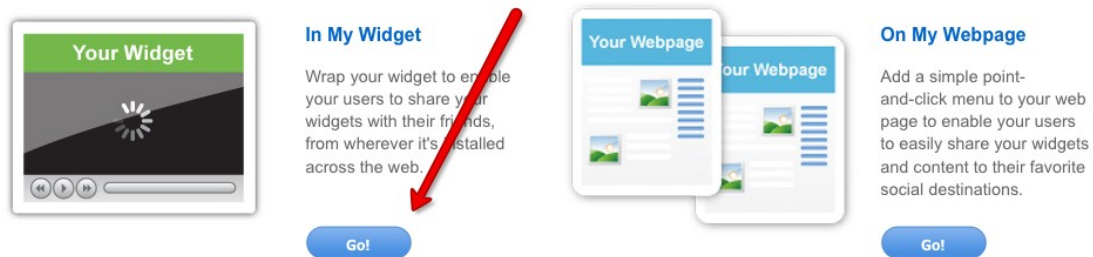 Your Widget
In My Widget
Wrap your widget to enable
your users to share your
widgets with their friends,
from wherever it's installed
across the web.
Go!
Your Webpage
our Webpage
On My Webpage
Add a simple point-
and-click menu to your web
page to enable your users
to easily share your widgets
and content to their favorite
social destinations.
Go!